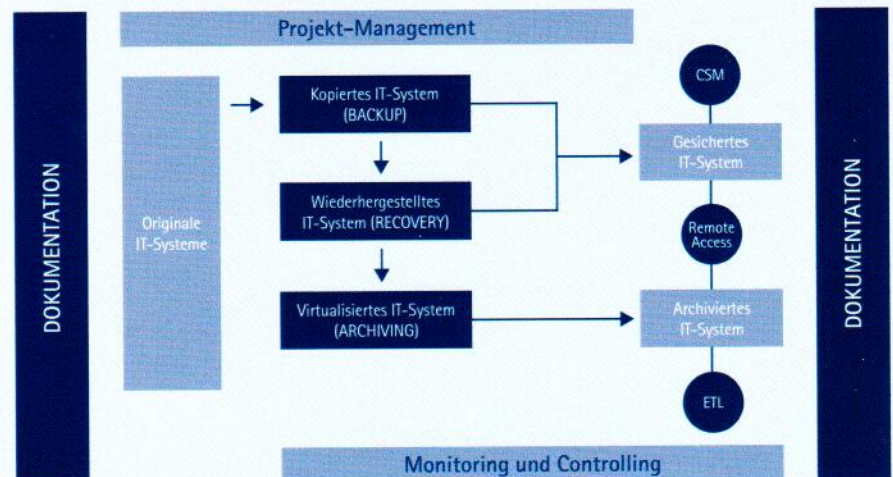 DOKUMENTATION
Projekt-Management
Originale
IT-Systeme
Kopiertes IT-System
(BACKUP)
Wiederhergestelltes
IT-System (RECOVERY)
Virtualisiertes IT-System
(ARCHIVING)
CSM
Gesichertes
IT-System
Remote
Access
Archiviertes
IT-System
ETL
Monitoring und Controlling
DOKUMENTATION